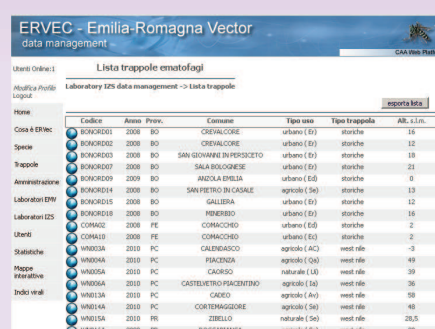 ERVEC - Emilia-Romagna Vector
data management
CAA Web Platf
Utenti Online:1
Lista trappole ematofagi
Modifica Profilo
Logout
Laboratory IZS data management -> Lista trappole
esporta lista
Home
Cosa è ERVec
Specie
Trappole
Amministrazione
Laboratori EMV
Laboratori IZS
Utenti
Statistiche
Mappe
interattive
Indici virali
Codice Anno Prov. Comune Tipo uso Tipo trappola Alt. s.l.m.
BONORD01 2008 BO CREVALCORE urbano ( Er) storiche 16
BONORD02 2008 BO CREVALCORE urbano ( Er) storiche 12
BONORD03 2008 BO SAN GIOVANNI IN PERSICETO urbano ( Er) storiche 18
BONORD07 2008 BO SALA BOLOGNESE urbano ( Er) storiche 21
BONORD09 2009 BO ANZOLA EMILIA urbano ( Ed) storiche 0
BONORD14 2008 BO SAN PIETRO IN CASALE agricolo ( Se) storiche 13
BONORD15 2008 BO GALLIERA urbano ( Er) storiche 12
BONORD18 2008 BO MINERBIO urbano ( Er) storiche 16
COMA02 2008 FE COMACCHIO urbano ( Ed) storiche 2
COMA10 2008 FE COMACCHIO urbano ( Ec) storiche 2
WN003A 2010 PC CALENDASCO agricolo ( AC) west nile -3
WN004A 2010 PC PIACENZA agricolo ( Qa) west nile 49
WN005A 2010 PC CAORSO naturale ( Ui) west nile 39
WN006A 2010 PC CASTELVETRO PIACENTINO agricolo ( Ia) west nile 36
WN013A 2010 PC CADEO agricolo ( Av) west nile 58
WN014A 2010 PC CORTEMAGGIORE agricolo ( Se) west nile 48
WN015A 2010 PR ZIBELLO naturale ( Se) west nile 28,5